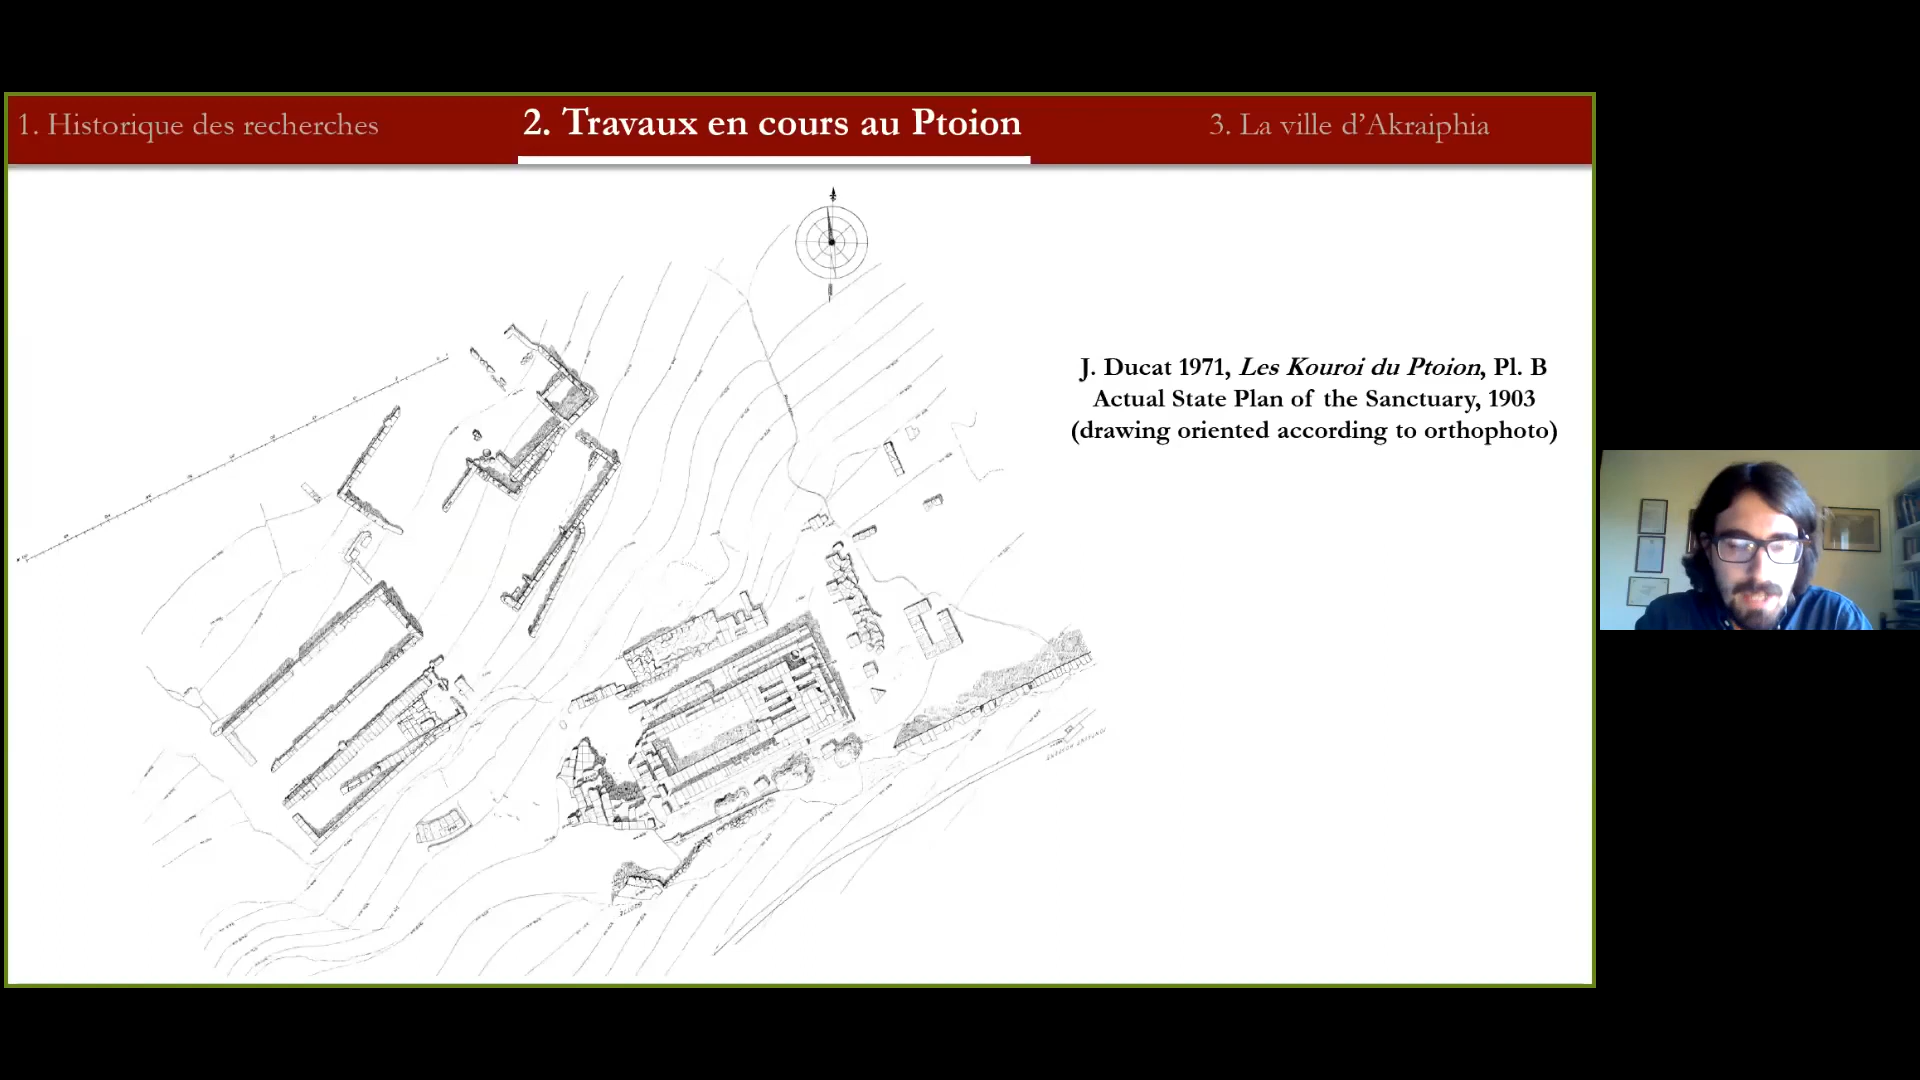 1. Historique des recherches
2. Travaux en cours au Ptoion
3. La ville d’Akraiphia
J. Ducat 1971, Les Kouroi du Ptoion, Pl. B
Actual State Plan of the Sanctuary, 1903
(drawing oriented according to orthophoto)